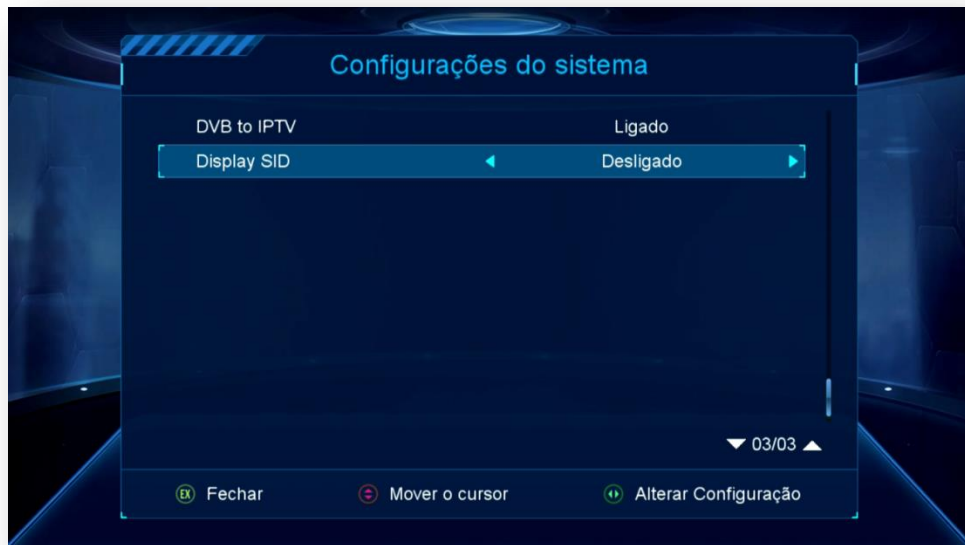 Configurações do sistema
DVB to IPTV Ligado
Display SID Desligado
03/03
EX Fechar Mover o cursor Alterar Configuração